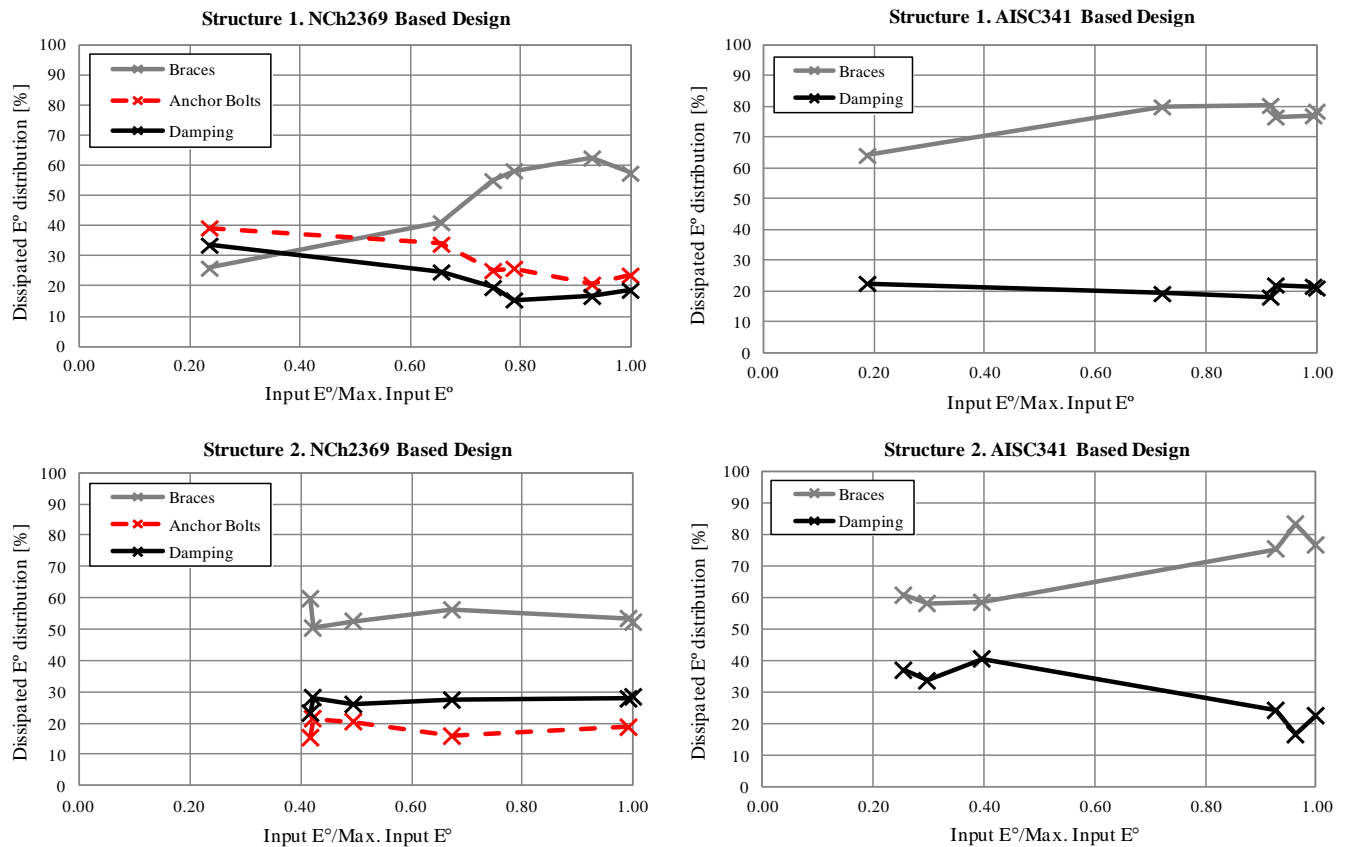 Structure 1. NCh2369 Based Design
Dissipated Eº distribution [%]
100
90
80
70
60
50
40
30
20
10
0
Braces
Anchor Bolts
Damping
0.00 0.20 0.40 0.60 0.80 1.00
Input Eº/Max. Input Eº
Structure 1. AISC341 Based Design
Dissipated Eº distribution [%]
100
90
80
70
60
50
40
30
20
10
0
Braces
Damping
0.00 0.20 0.40 0.60 0.80 1.00
Input Eº/Max. Input Eº
Structure 2. NCh2369 Based Design
Dissipated Eº distribution [%]
100
90
80
70
60
50
40
30
20
10
0
Braces
Anchor Bolts
Damping
0.00 0.20 0.40 0.60 0.80 1.00
Input E°/Max. Input E°
Structure 2. AISC341 Based Design
Dissipated Eº distribution [%]
100
90
80
70
60
50
40
30
20
10
0
Braces
Damping
0.00 0.20 0.40 0.60 0.80 1.00
Input E°/Max. Input E°